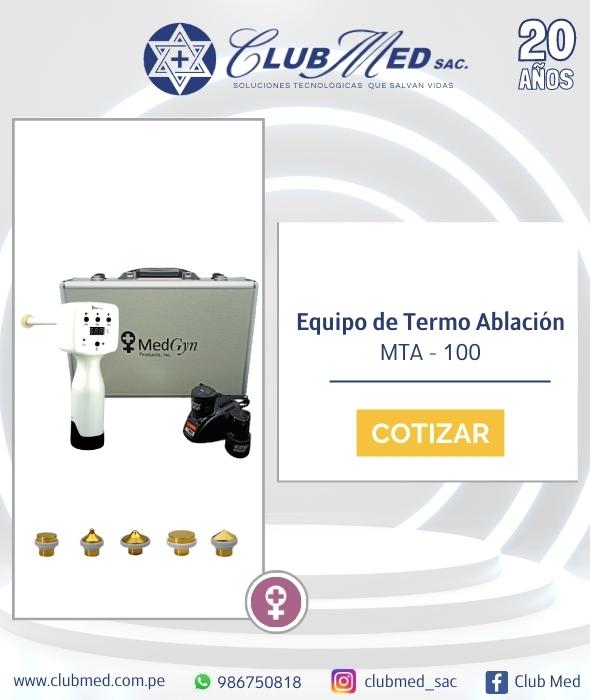 CLUB MED SAC.
SOLUCIONES TECNOLÓGICAS QUE SALVAN VIDAS
20
AÑOS
MedGyn
Products, Inc.
Equipo de Termo Ablación
MTA - 100
COTIZAR
www.clubmed.com.pe
986750818
clubmed_sac
Club Med